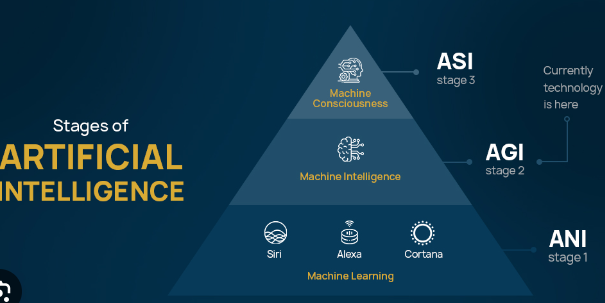 Stages of
ARTIFICIAL
INTELLIGENCE
Machine
Consciousness
ASI
stage 3
Currently
technology
is here
Machine Intelligence
AGI
stage 2
Siri
Alexa
Cortana
Machine Learning
ANI
stage 1